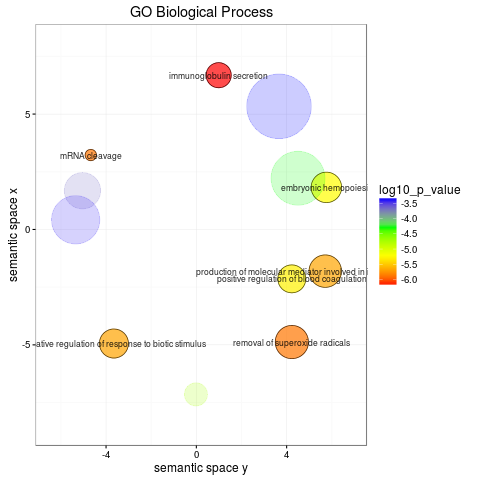 GO Biological Process
immunoglobulin secretion
mRNA cleavage
embryonic hemopoiesi
production of molecular mediator involved in i
positive regulation of blood coagulation
ative regulation of response to biotic stimulus
removal of superoxide radicals
5
0
-5
-4
0
4
semantic space y
semantic space x
log10_p_value
-3.5
-4.0
-4.5
-5.0
-5.5
-6.0